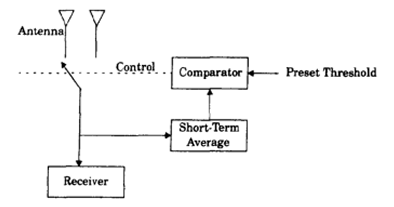 Antenna
Control
Comparator
Preset Threshold
Short-Term
Average
Receiver